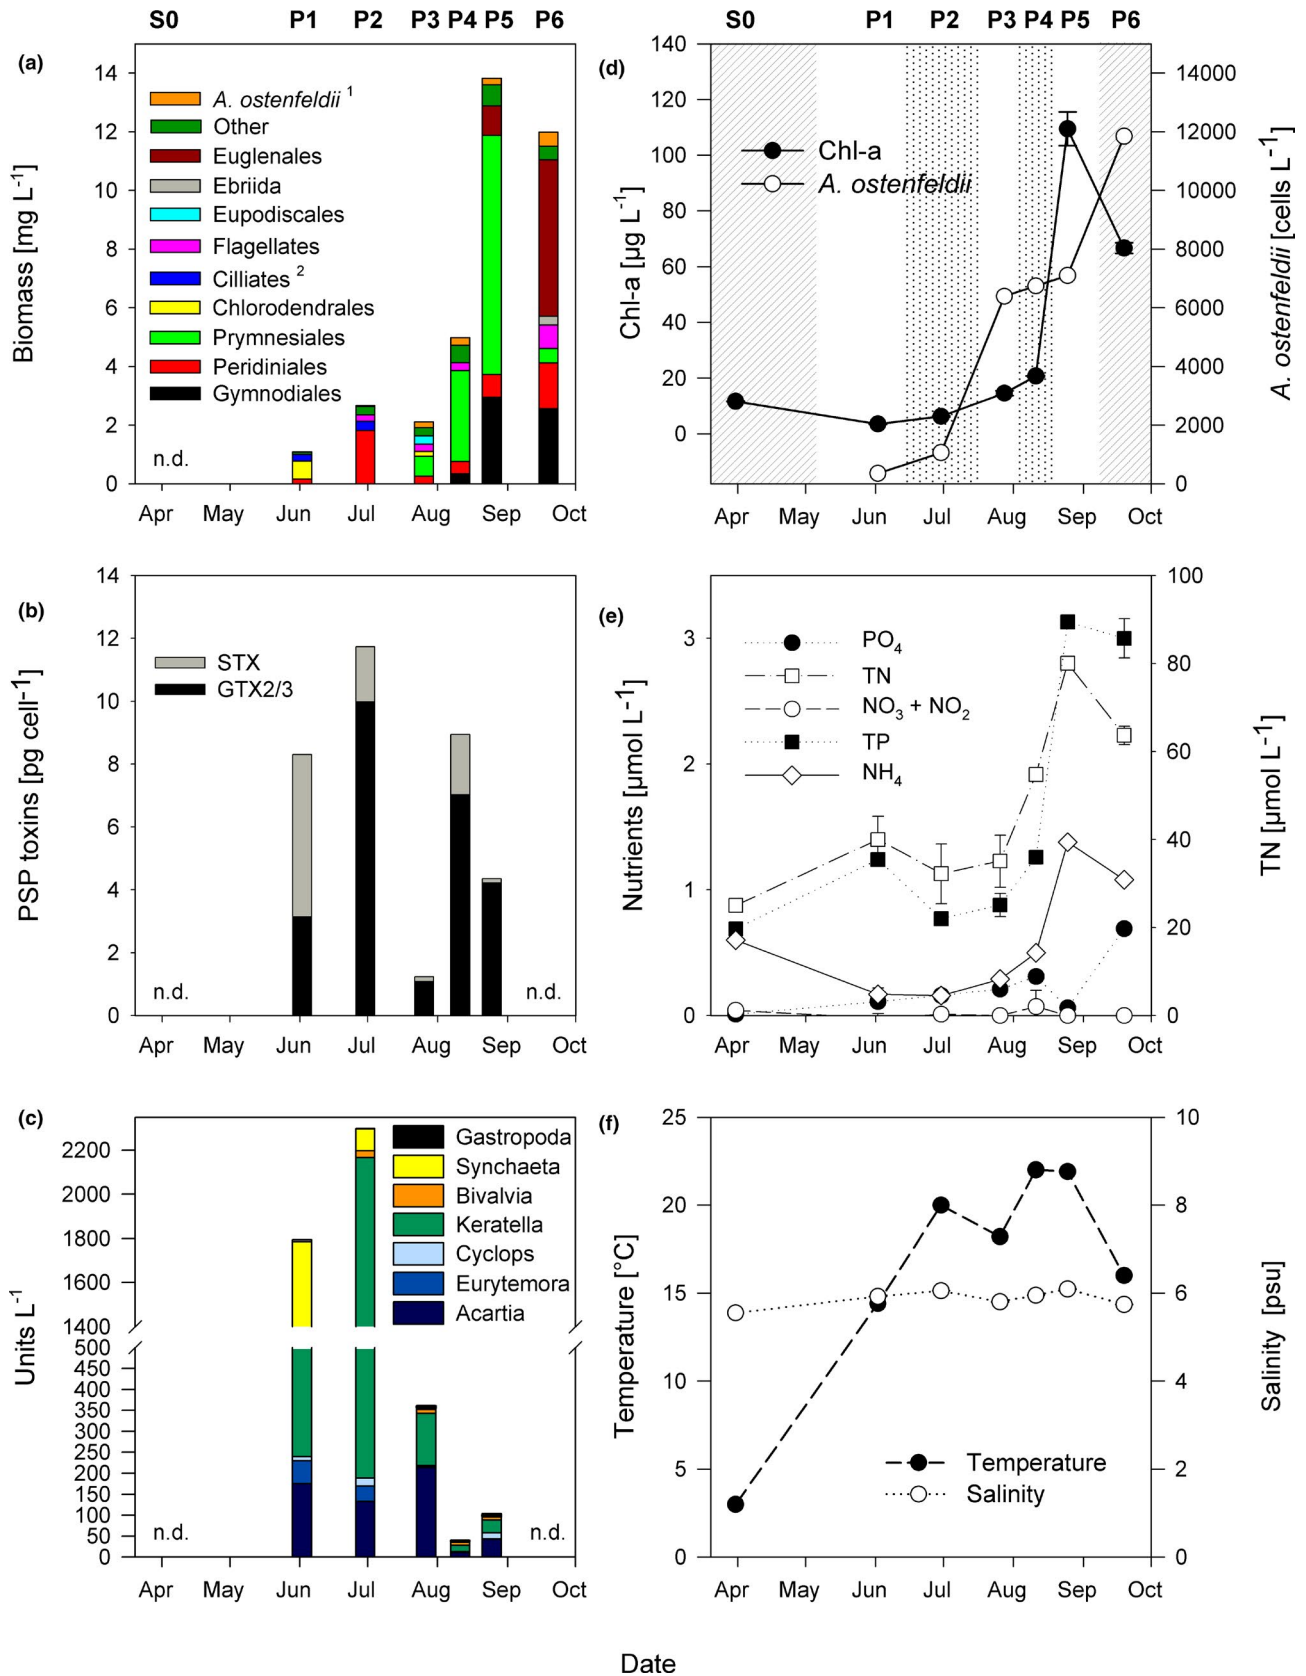 S0 P1 P2 P3 P4 P5 P6
(a)
Biomass [mg L-1]
14
12
10
8
6
4
2
0
A. ostenfeldii 1
Other
Euglenales
Ebriida
Eupodiscales
Flagellates
Cilliates 2
Chlorodendrales
Prymnesiales
Peridiniales
Gymnodiales
n.d.
Apr May Jun Jul Aug Sep Oct
(b)
PSP toxins [pg cell-1]
14
12
10
8
6
4
2
0
STX
GTX2/3
n.d. n.d.
Apr May Jun Jul Aug Sep Oct
(c)
Units L-1
2200
2000
1800
1600
1400
500
450
400
350
300
250
200
150
100
50
0
Gastropoda
Synchaeta
Bivalvia
Keratella
Cyclops
Eurytemora
Acartia
n.d. n.d.
Apr May Jun Jul Aug Sep Oct
S0 P1 P2 P3 P4 P5 P6
(d)
Chl-a [µg L-1]
140
120
100
80
60
40
20
0
Chl-a
A. ostenfeldii
14000
12000
10000
8000
6000
4000
2000
0
A. ostenfeldii [cells L-1]
Apr May Jun Jul Aug Sep Oct
(e)
Nutrients [µmol L-1]
3
2
1
0
PO4
TN
NO3 + NO2
TP
NH4
100
80
60
40
20
0
TN [µmol L-1]
Apr May Jun Jul Aug Sep Oct
(f)
Temperature [°C]
25
20
15
10
5
0
Temperature
Salinity
10
8
6
4
2
0
Salinity [psu]
Apr May Jun Jul Aug Sep Oct
Date